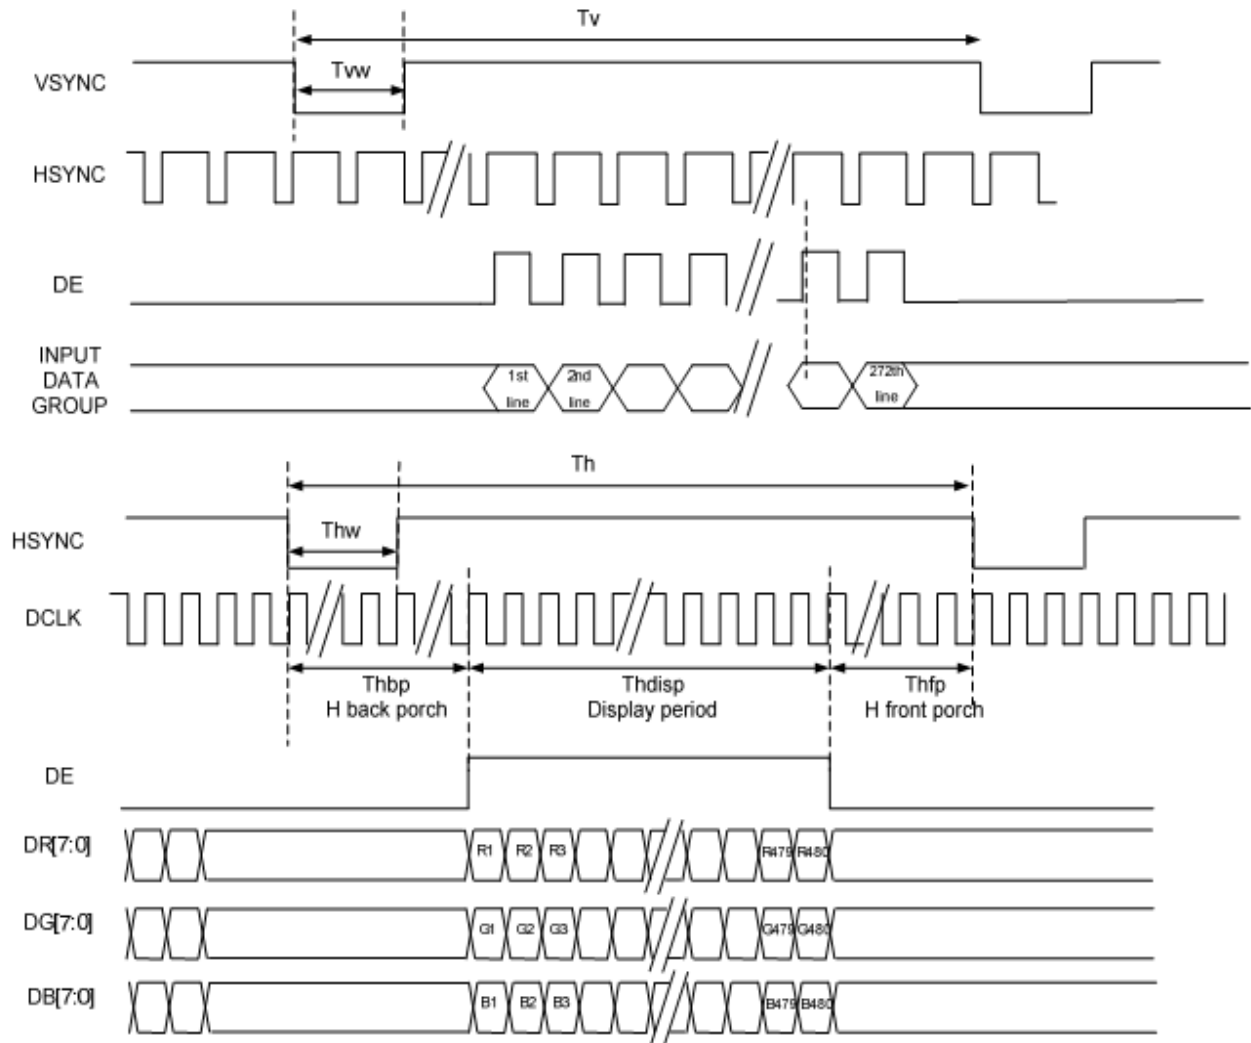 Tv
Tvw
VSYNC
HSYNC
DE
INPUT
DATA
GROUP
1st
line
2nd
line
272th
line
Th
Thw
HSYNC
DCLK
Thbp
H back porch
Thdisp
Display period
Thfp
H front porch
DE
DR[7:0]
R1 R2 R3 R479 R480
DG[7:0]
G1 G2 G3 G479 G480
DB[7:0]
B1 B2 B3 B479 B480